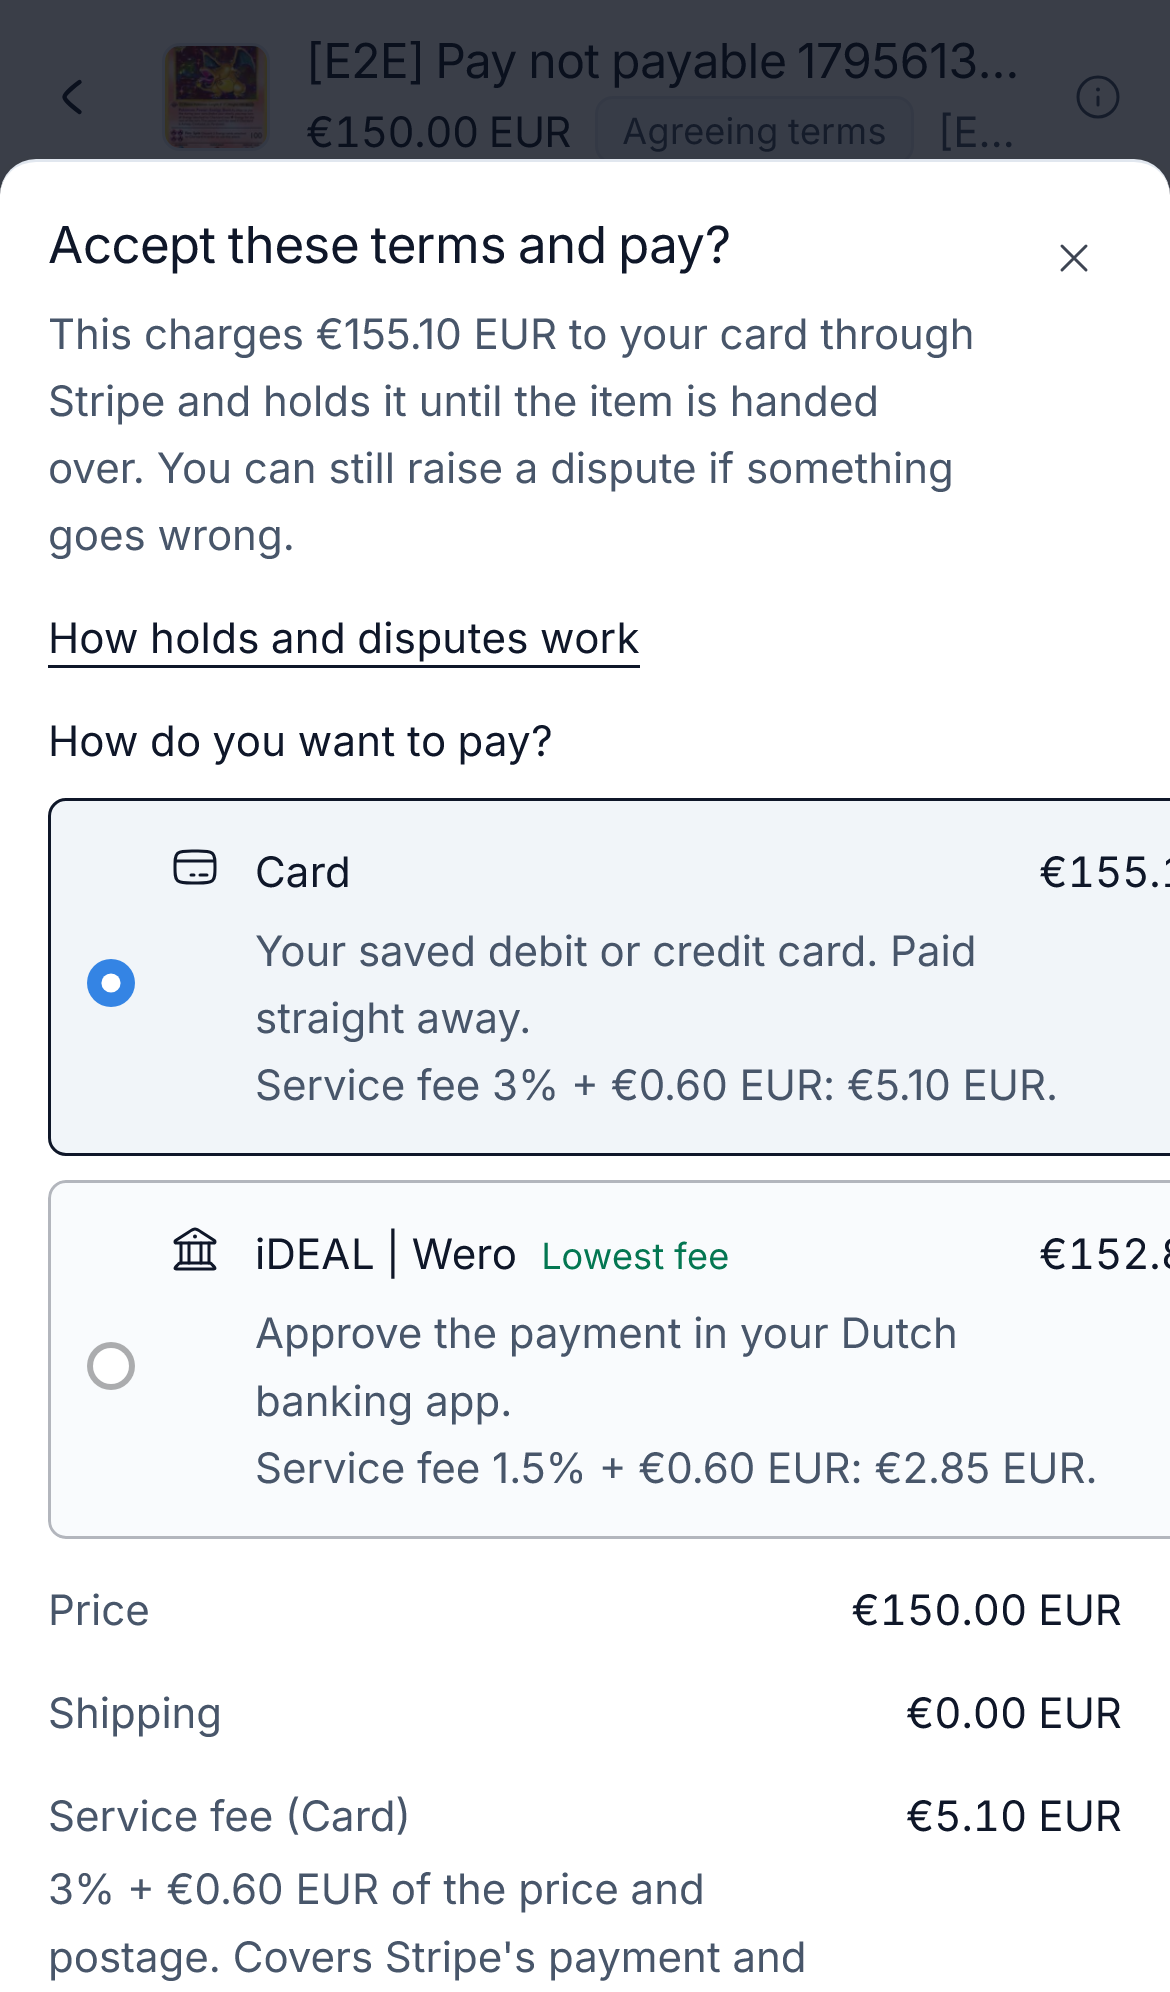 [E2E] Pay not payable 1795613...
€150.00 EUR Agreeing terms [E...
Accept these terms and pay?
This charges €155.10 EUR to your card through
Stripe and holds it until the item is handed
over. You can still raise a dispute if something
goes wrong.
How holds and disputes work
How do you want to pay?
Card €155.1
Your saved debit or credit card. Paid
straight away.
Service fee 3% + €0.60 EUR: €5.10 EUR.
iDEAL | Wero Lowest fee €152.8
Approve the payment in your Dutch
banking app.
Service fee 1.5% + €0.60 EUR: €2.85 EUR.
Price €150.00 EUR
Shipping €0.00 EUR
Service fee (Card) €5.10 EUR
3% + €0.60 EUR of the price and
postage. Covers Stripe's payment and